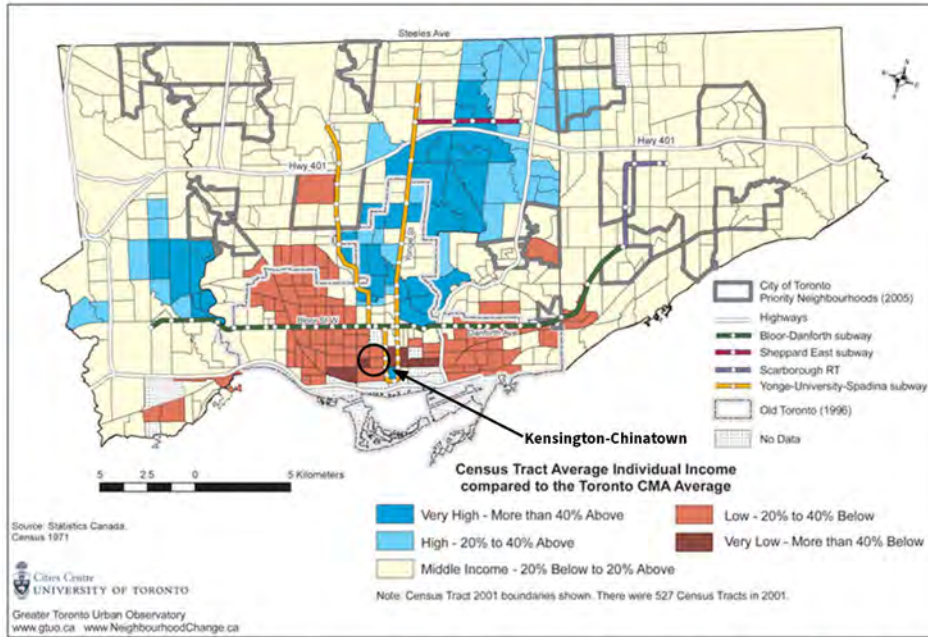 Steeles Ave
Hwy 401
Hwy 401
Yonge St
Bloor St W
Danforth Ave
City of Toronto
Priority Neighbourhoods (2005)
Highways
Bloor-Danforth subway
Sheppard East subway
Scarborough RT
Yonge-University-Spadina subway
Old Toronto (1996)
No Data
Kensington-Chinatown
5 2.5 0 5 Kilometers
Census Tract Average Individual Income
compared to the Toronto CMA Average
Very High - More than 40% Above
High - 20% to 40% Above
Middle Income - 20% Below to 20% Above
Low - 20% to 40% Below
Very Low - More than 40% Below
Note: Census Tract 2001 boundaries shown. There were 527 Census Tracts in 2001.
Source: Statistics Canada,
Census 1971
Cities Centre
UNIVERSITY OF TORONTO
Greater Toronto Urban Observatory
www.gtuo.ca www.NeighbourhoodChange.ca